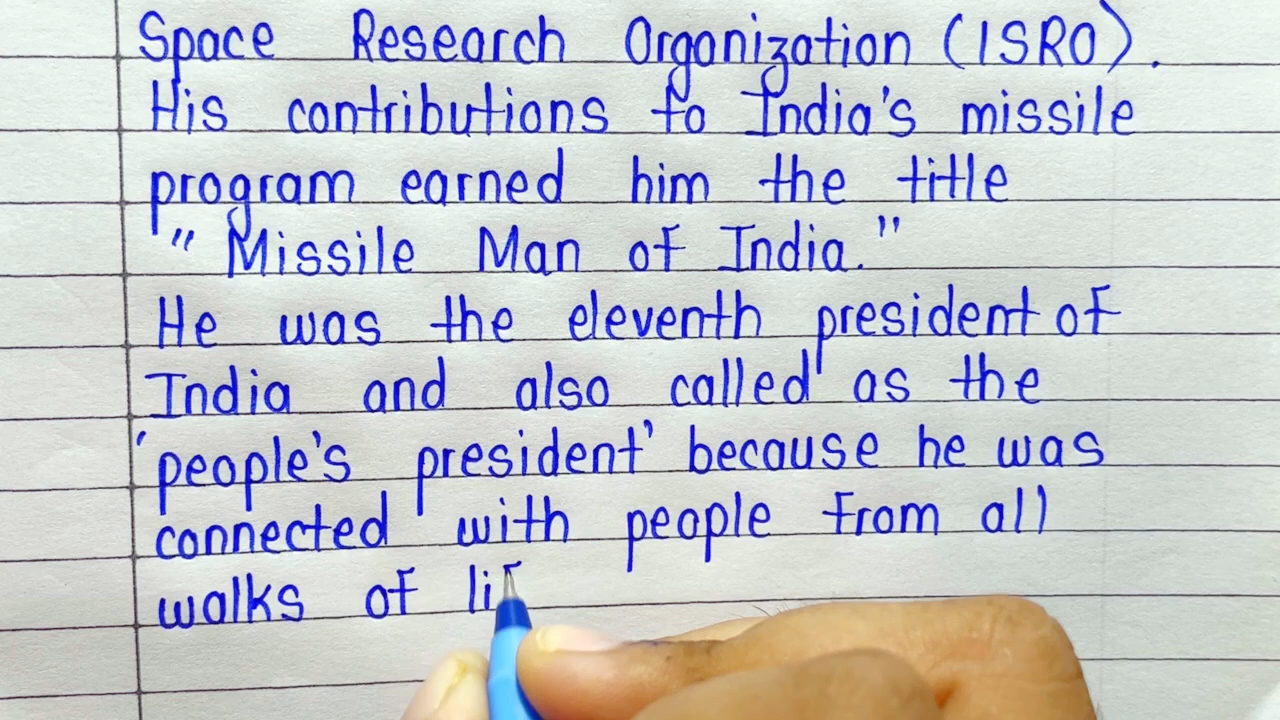 Space Research Organization (ISRO).
His contributions to India's missile
program earned him the title
" Missile Man of India."
He was the eleventh president of
India and also called as the
'people's president' because he was
connected with people from all
walks of lif